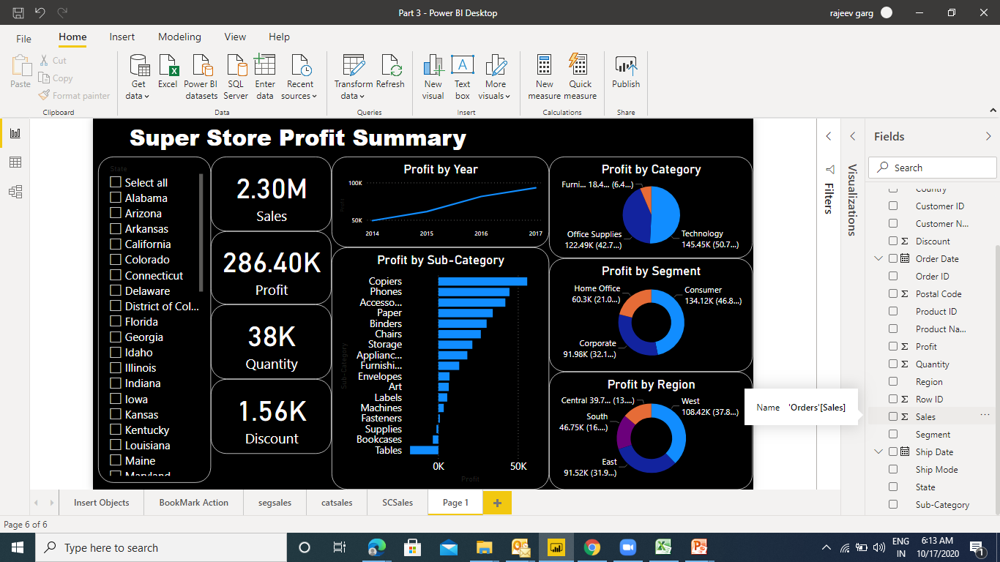 Part 3 - Power BI Desktop
rajeev garg
File
Home
Insert
Modeling
View
Help
Paste
Cut
Copy
Format painter
Clipboard
Get
data
Excel
Power BI
datasets
SQL
Server
Enter
data
Recent
sources
Data
Transform
data
Refresh
Queries
New
visual
Text
box
More
visuals
Insert
New
measure
Quick
measure
Calculations
Publish
Share
Super Store Profit Summary
State
Select all
Alabama
Arizona
Arkansas
California
Colorado
Connecticut
Delaware
District of Col...
Florida
Georgia
Idaho
Illinois
Indiana
Iowa
Kansas
Kentucky
Louisiana
Maine
Maryland
2.30M
Sales
286.40K
Profit
38K
Quantity
1.56K
Discount
Profit by Year
100K
50K
Profit
2014
2015
2016
2017
Profit by Sub-Category
Sub-Category
Copiers
Phones
Accesso...
Paper
Binders
Chairs
Storage
Applianc...
Furnishi...
Envelopes
Art
Labels
Machines
Fasteners
Supplies
Bookcases
Tables
0K
50K
Profit
Profit by Category
Furni... 18.4... (6.4...)
Office Supplies
122.49K (42.7...)
Technology
145.45K (50.7...)
Profit by Segment
Home Office
60.3K (21.0...)
Consumer
134.12K (46.8...)
Corporate
91.98K (32.1...)
Profit by Region
Central 39.7... (13....)
West
108.42K (37.8...)
South
46.75K (16....)
East
91.52K (31.9...)
Name 'Orders'[Sales]
Filters
Visualizations
Fields
Search
Country
Customer ID
Customer N...
Discount
Order Date
Order ID
Postal Code
Product ID
Product Na...
Profit
Quantity
Region
Row ID
Sales
Segment
Ship Date
Ship Mode
State
Sub-Category
Insert Objects
BookMark Action
segsales
catsales
SCSales
Page 1
Page 6 of 6
Type here to search
ENG
IN
6:13 AM
10/17/2020
1